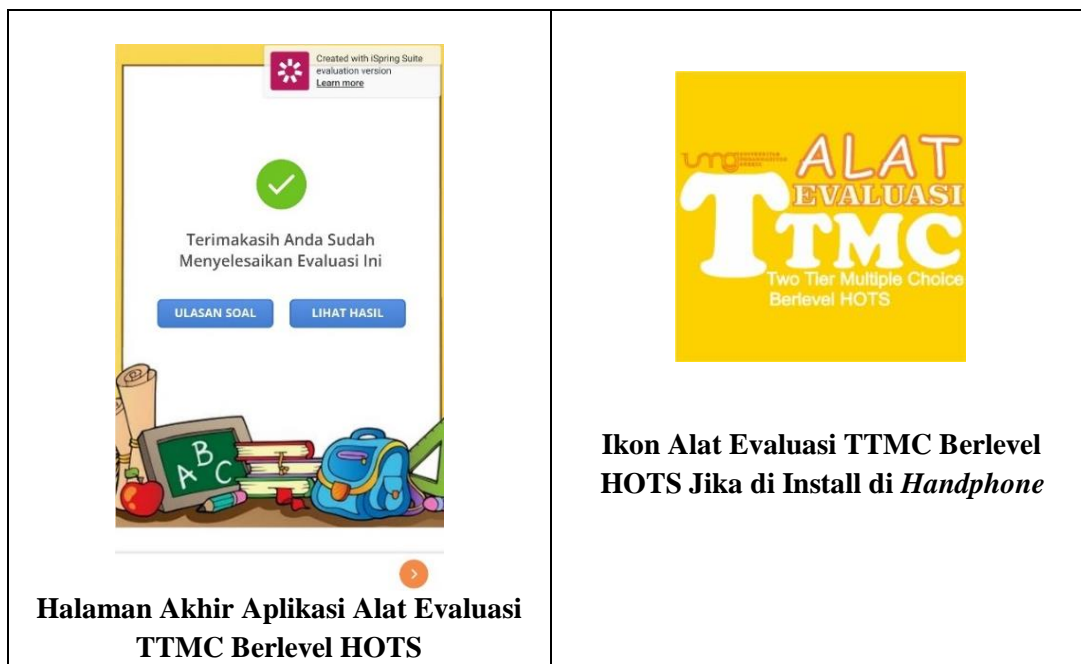 Created with iSpring Suite
evaluation version
Learn more
Terimakasih Anda Sudah
Menyelesaikan Evaluasi Ini
ULASAN SOAL
LIHAT HASIL
A B C
Halaman Akhir Aplikasi Alat Evaluasi
TTMC Berlevel HOTS
umg
ALAT
EVALUASI
TTMC
Two Tier Multiple Choice
Berlevel HOTS
Ikon Alat Evaluasi TTMC Berlevel
HOTS Jika di Install di Handphone